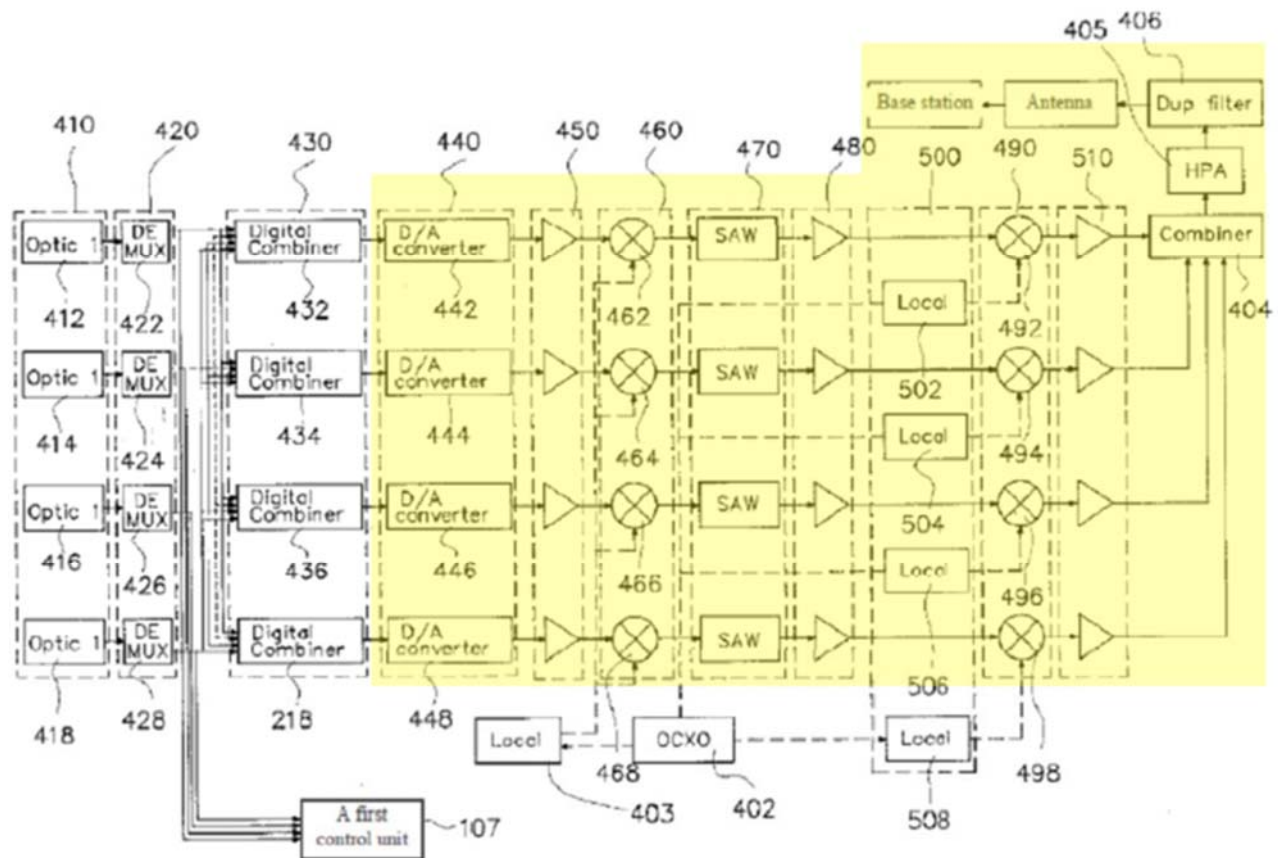 406
405
Base station
Antenna
Dup filter
410
420
430
440
450
460
470
480
500
490
510
HPA
Optic 1
DE
MUX
Digital
Combiner
D/A
converter
SAW
Combiner
412
422
432
442
462
Local
492
404
502
Optic 1
DE
MUX
Digital
Combiner
D/A
converter
SAW
414
424
434
444
464
Local
494
504
Optic 1
DE
MUX
Digital
Combiner
D/A
converter
SAW
416
426
436
446
466
Local
496
506
Optic 1
DE
MUX
Digital
Combiner
D/A
converter
SAW
418
428
218
448
468
Local
OCXO
Local
498
403
402
508
A first
control unit
107